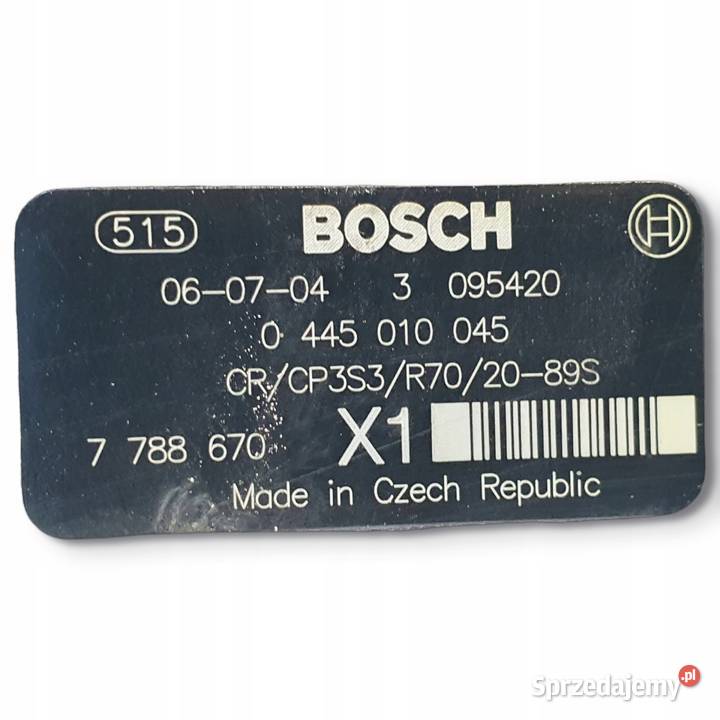 515 BOSCH
06-07-04 3 095420
0 445 010 045
CR/CP3S3/R70/20-89S
7 788 670 X1
Made in Czech Republic
Sprzedajemy.pl